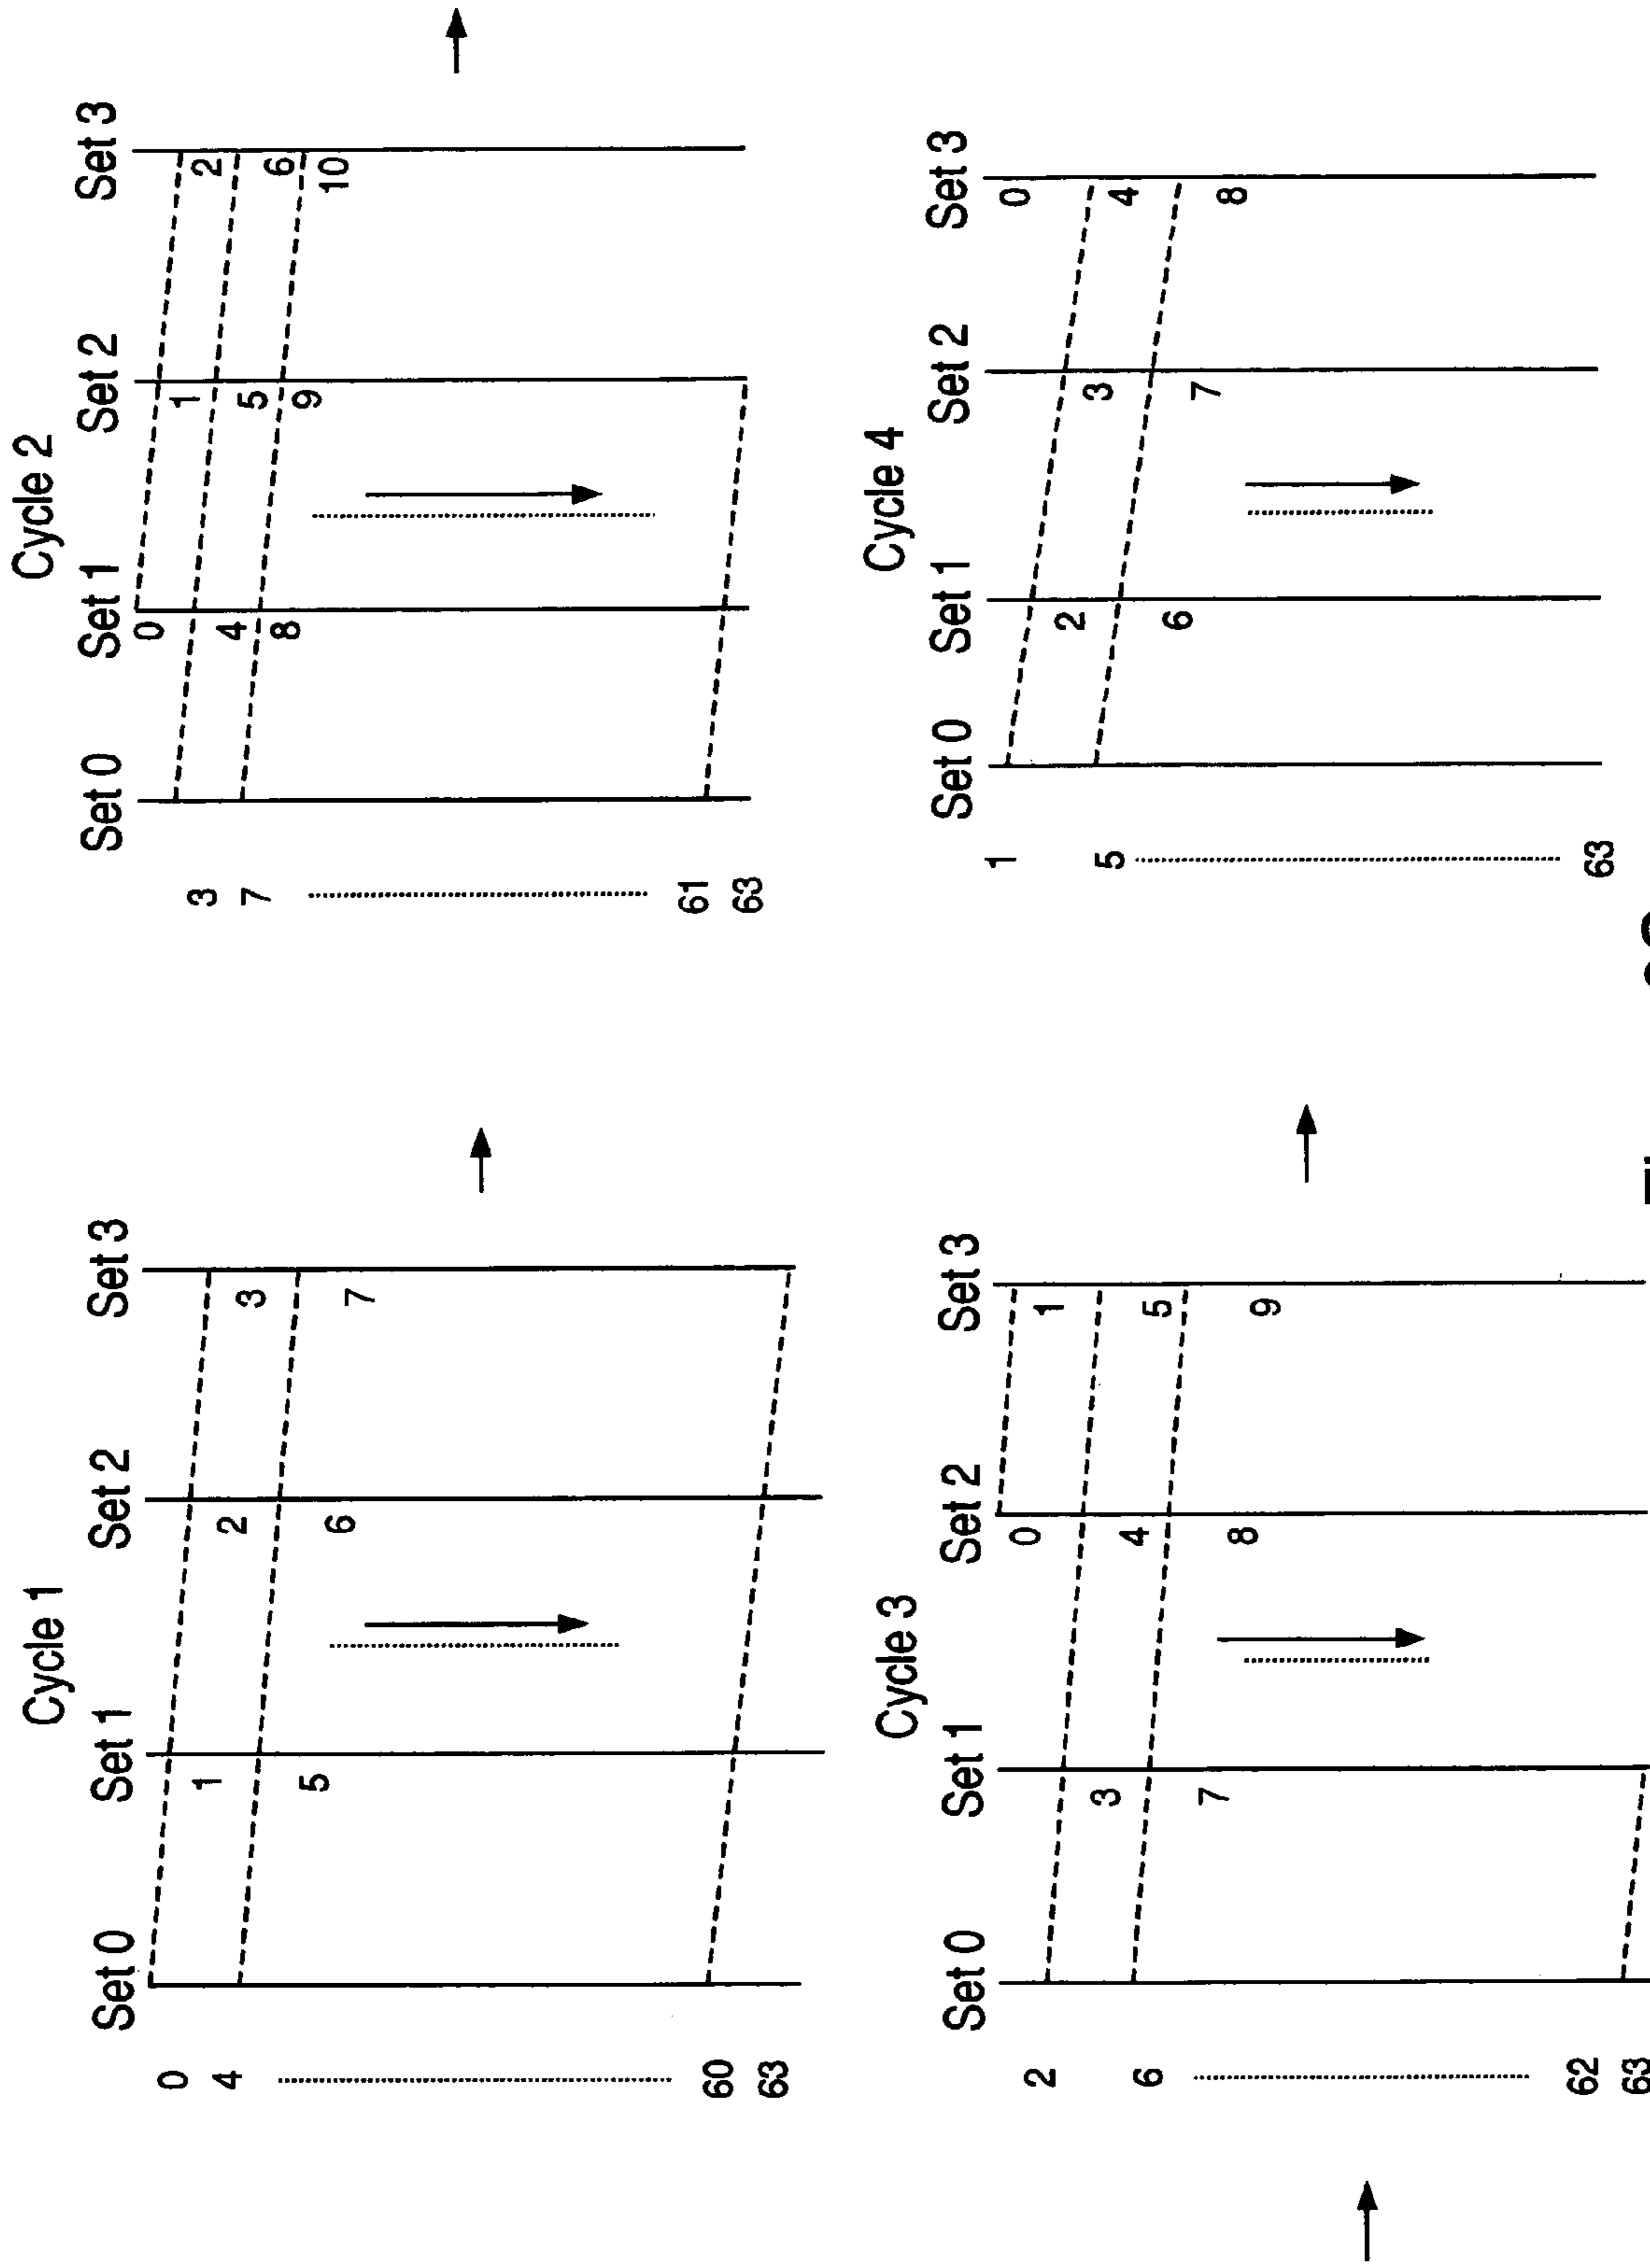 Cycle 1
Set 0 Set 1 Set 2 Set 3
0 1 2 3
4 5 6 7
60
63
Cycle 2
Set 0 Set 1 Set 2 Set 3
0 1 2
3 4 5 6
7 8 9 10
61
63
Cycle 3
Set 0 Set 1 Set 2 Set 3
0 1
2 3 4 5
6 7 8 9
62
63
Cycle 4
Set 0 Set 1 Set 2 Set 3
0
1 2 3 4
5 6 7 8
63